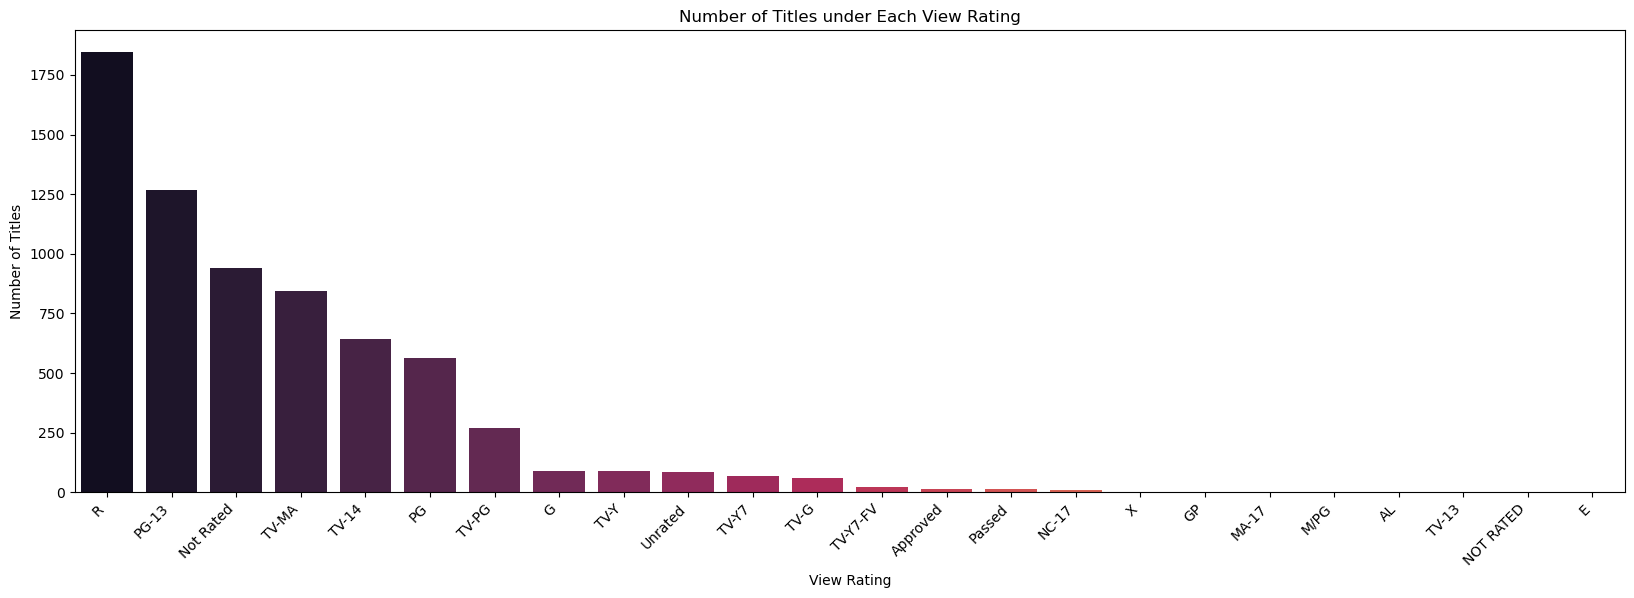 Number of Titles under Each View Rating
Number of Titles
1750
1500
1250
1000
750
500
250
0
R
PG-13
Not Rated
TV-MA
TV-14
PG
TV-PG
G
TV-Y
Unrated
TV-Y7
TV-G
TV-Y7-FV
Approved
Passed
NC-17
X
GP
MA-17
M/PG
AL
TV-13
NOT RATED
E
View Rating